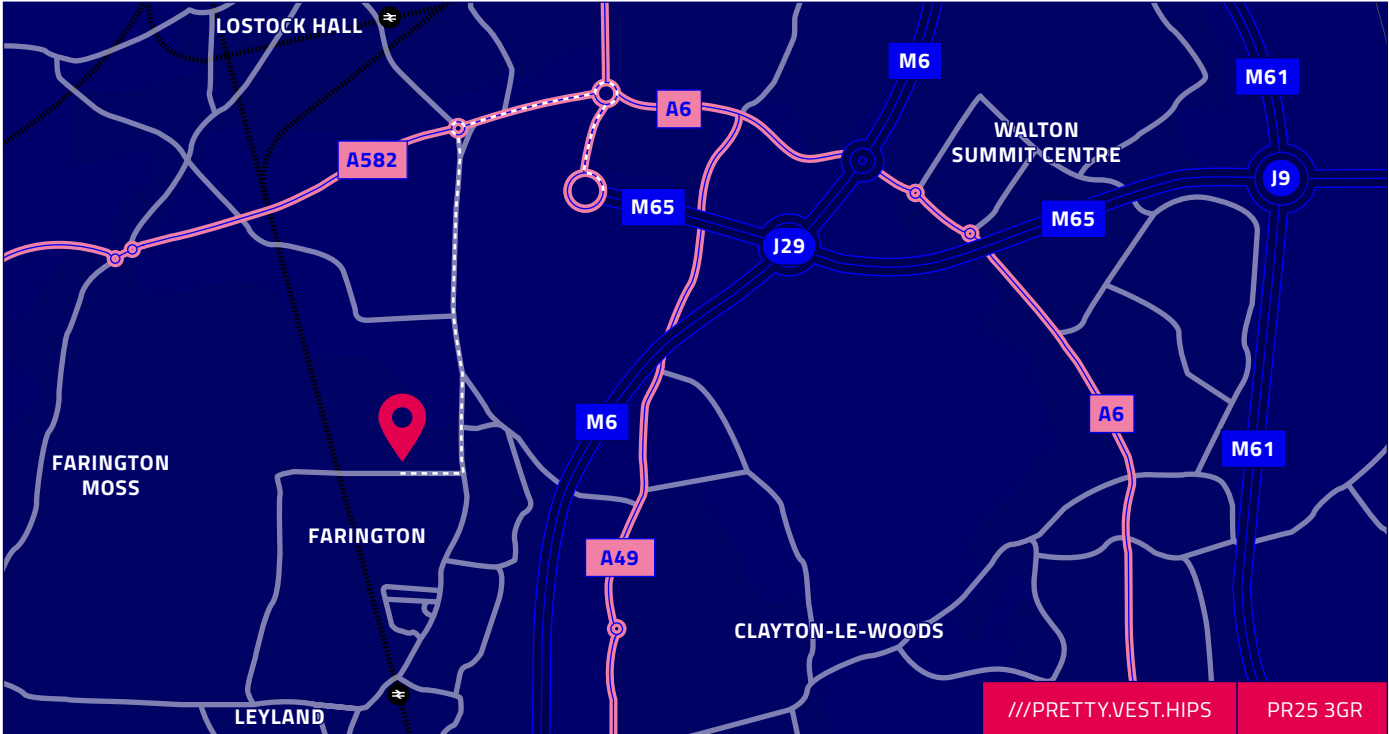 LOSTOCK HALL
M6
M61
A6
WALTON
SUMMIT CENTRE
A582
J9
M65
M65
J29
A6
M6
M61
FARINGTON
MOSS
FARINGTON
A49
CLAYTON-LE-WOODS
LEYLAND
///PRETTY.VEST.HIPS
PR25 3GR